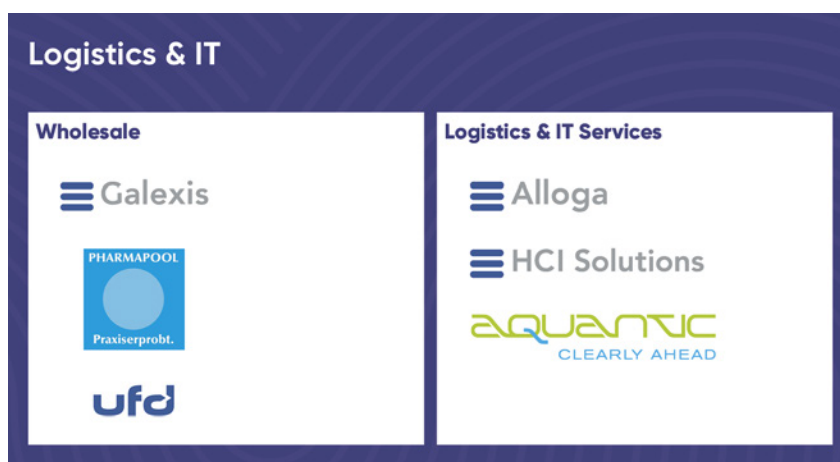 Logistics & IT
Wholesale
Galexis
PHARMAPOOL
Praxiserprobt.
ufd
Logistics & IT Services
Alloga
HCI Solutions
aquantic
CLEARLY AHEAD